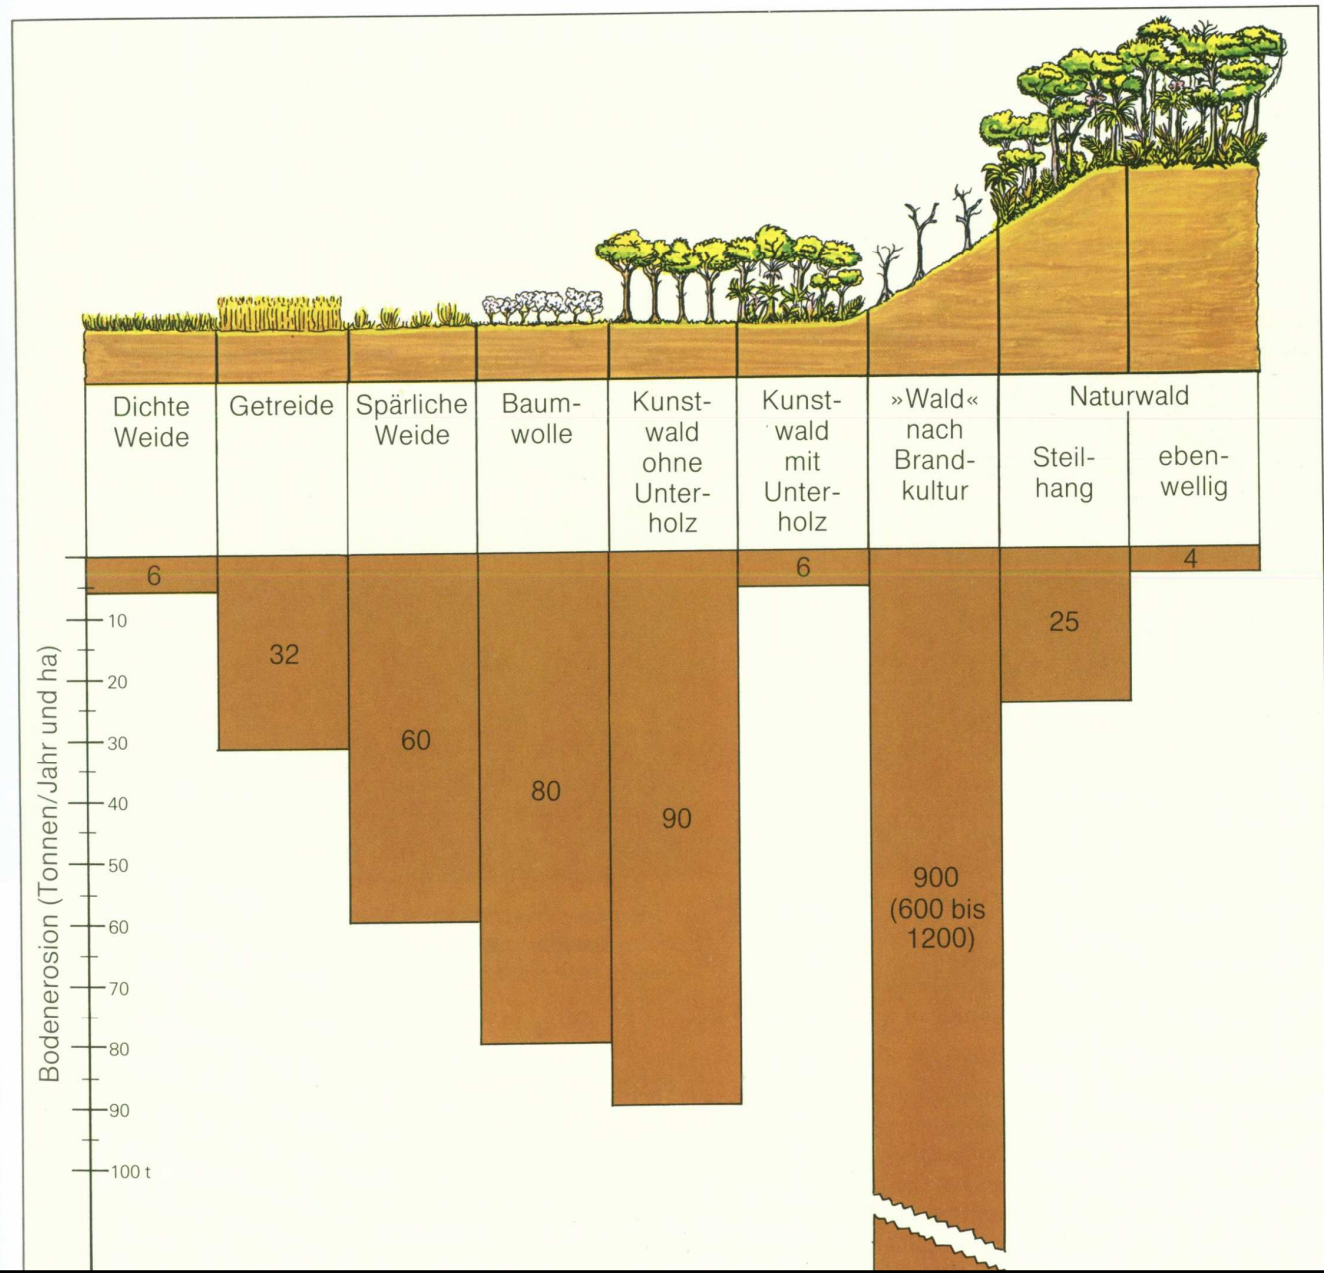 Dichte
Weide
Getreide
Spärliche
Weide
Baum-
wolle
Kunst-
wald
ohne
Unter-
holz
Kunst-
wald
mit
Unter-
holz
»Wald«
nach
Brand-
kultur
Naturwald
Steil-
hang
eben-
wellig
6
32
60
80
90
6
900
(600 bis
1200)
25
4
Bodenerosion (Tonnen/Jahr und ha)
10
20
30
40
50
60
70
80
90
100 t